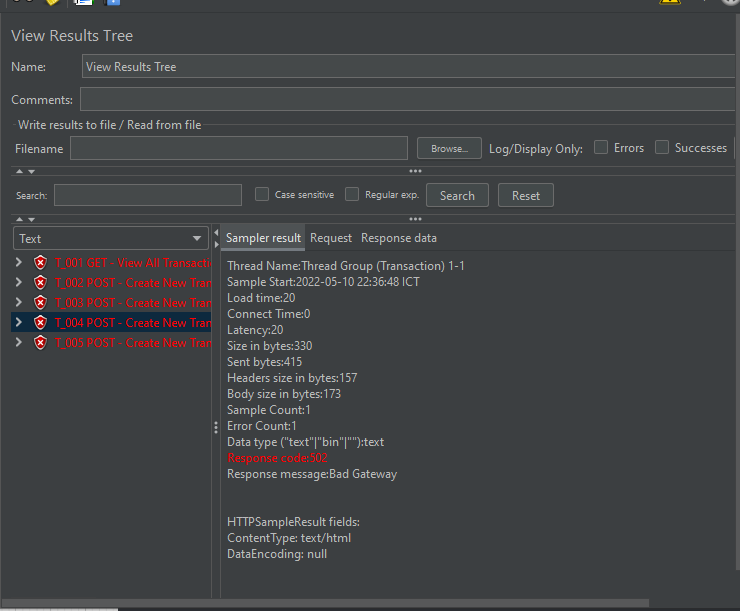 View Results Tree
Name: View Results Tree
Comments:
Write results to file / Read from file
Filename Browse... Log/Display Only: Errors Successes
Search: Case sensitive Regular exp. Search Reset
Text
T_001 GET - View All Transacti
T_002 POST - Create New Tran
T_003 POST - Create New Tran
T_004 POST - Create New Tran
T_005 POST - Create New Tran
Sampler result Request Response data
Thread Name:Thread Group (Transaction) 1-1
Sample Start:2022-05-10 22:36:48 ICT
Load time:20
Connect Time:0
Latency:20
Size in bytes:330
Sent bytes:415
Headers size in bytes:157
Body size in bytes:173
Sample Count:1
Error Count:1
Data type ("text"|"bin"|""):text
Response code:502
Response message:Bad Gateway
HTTPSampleResult fields:
ContentType: text/html
DataEncoding: null